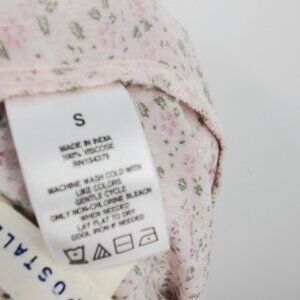 S
MADE IN INDIA
100% VISCOSE
MACHINE WASH COLD WITH
LIKE COLORS
GENTLE CYCLE
ONLY NON-CHLORINE BLEACH
WHEN NEEDED
LAY FLAT TO DRY
COOL IRON IF NEEDED